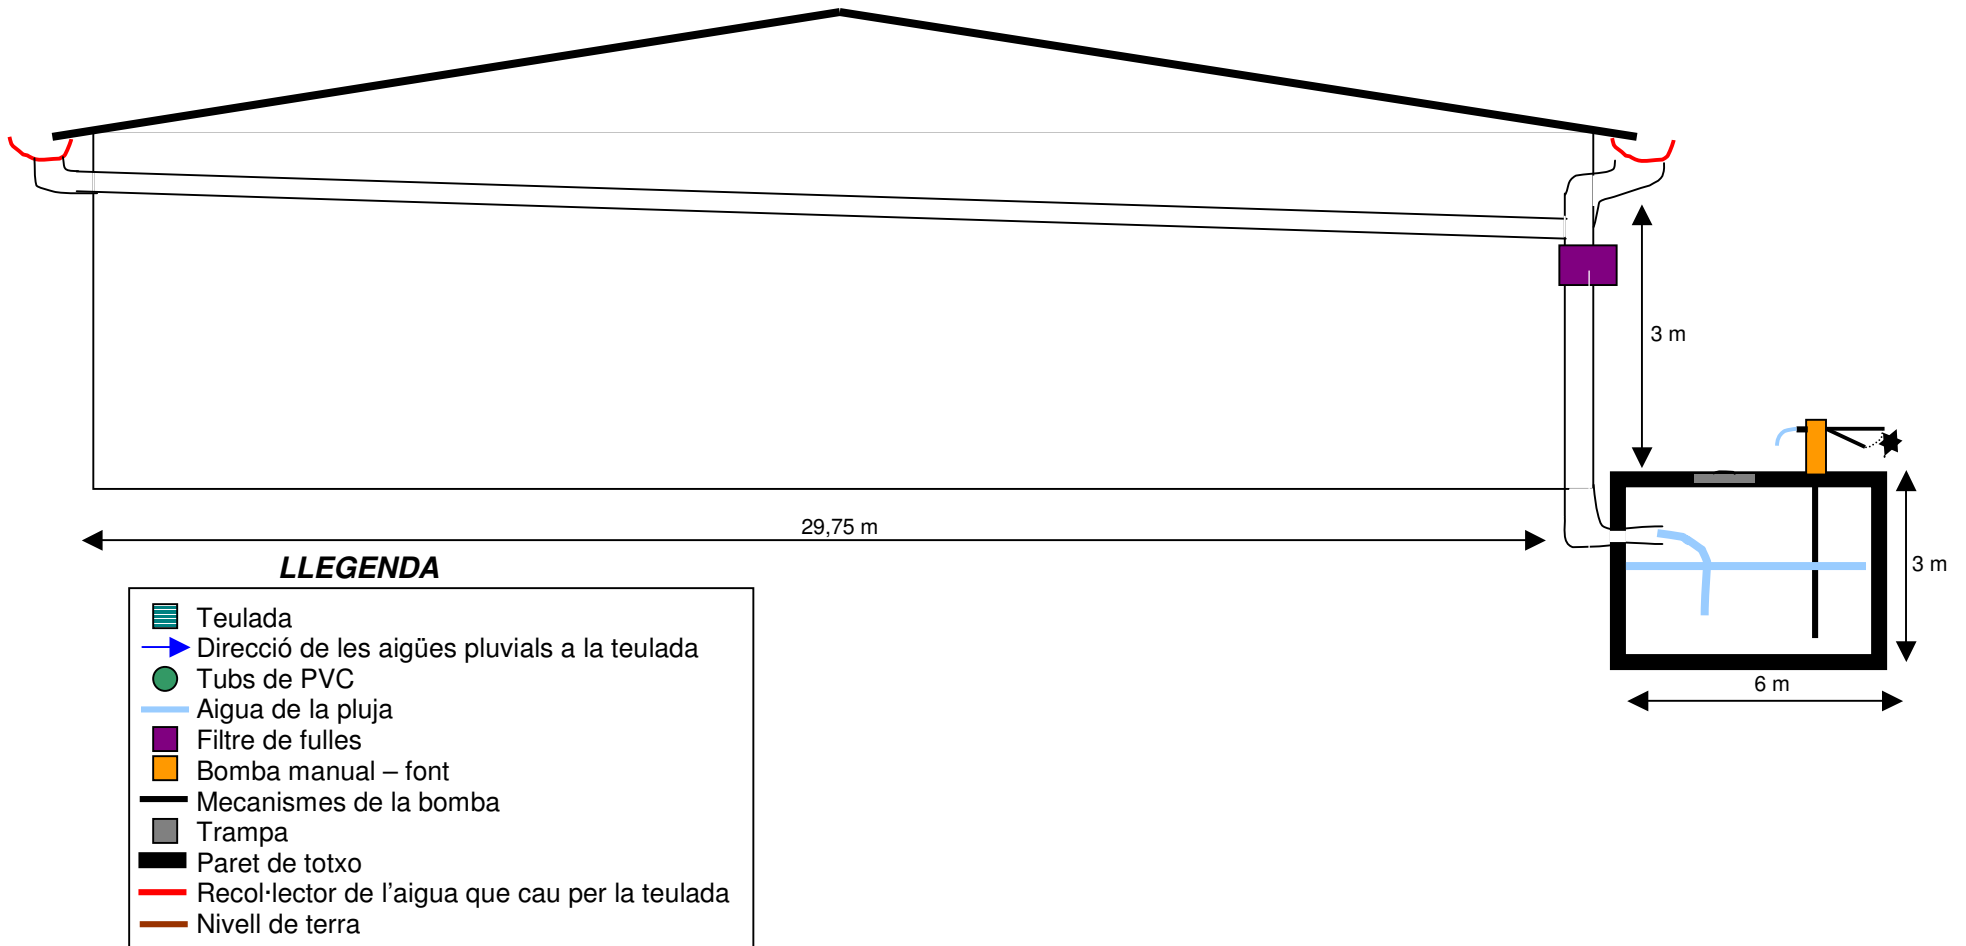 3 m
29,75 m
3 m
6 m
LLEGENDA
Teulada
Direcció de les aigües pluvials a la teulada
Tubs de PVC
Aigua de la pluja
Filtre de fulles
Bomba manual – font
Mecanismes de la bomba
Trampa
Paret de totxo
Recol·lector de l'aigua que cau per la teulada
Nivell de terra